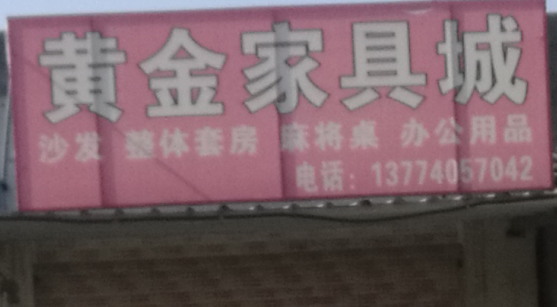 黄金家具城
沙发 整体套房 麻将桌 办公用品
电话：13774057042